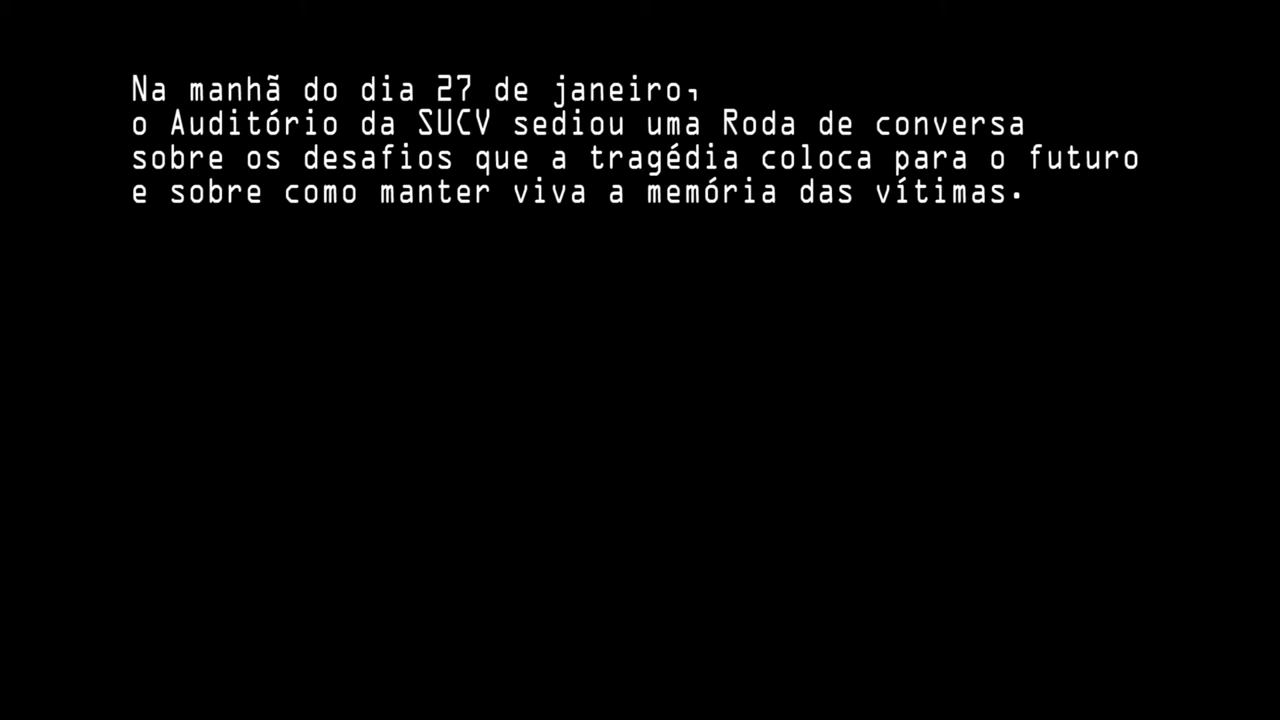 Na manhã do dia 27 de janeiro,
o Auditório da SUCV sediou uma Roda de conversa
sobre os desafios que a tragédia coloca para o futuro
e sobre como manter viva a memória das vítimas.